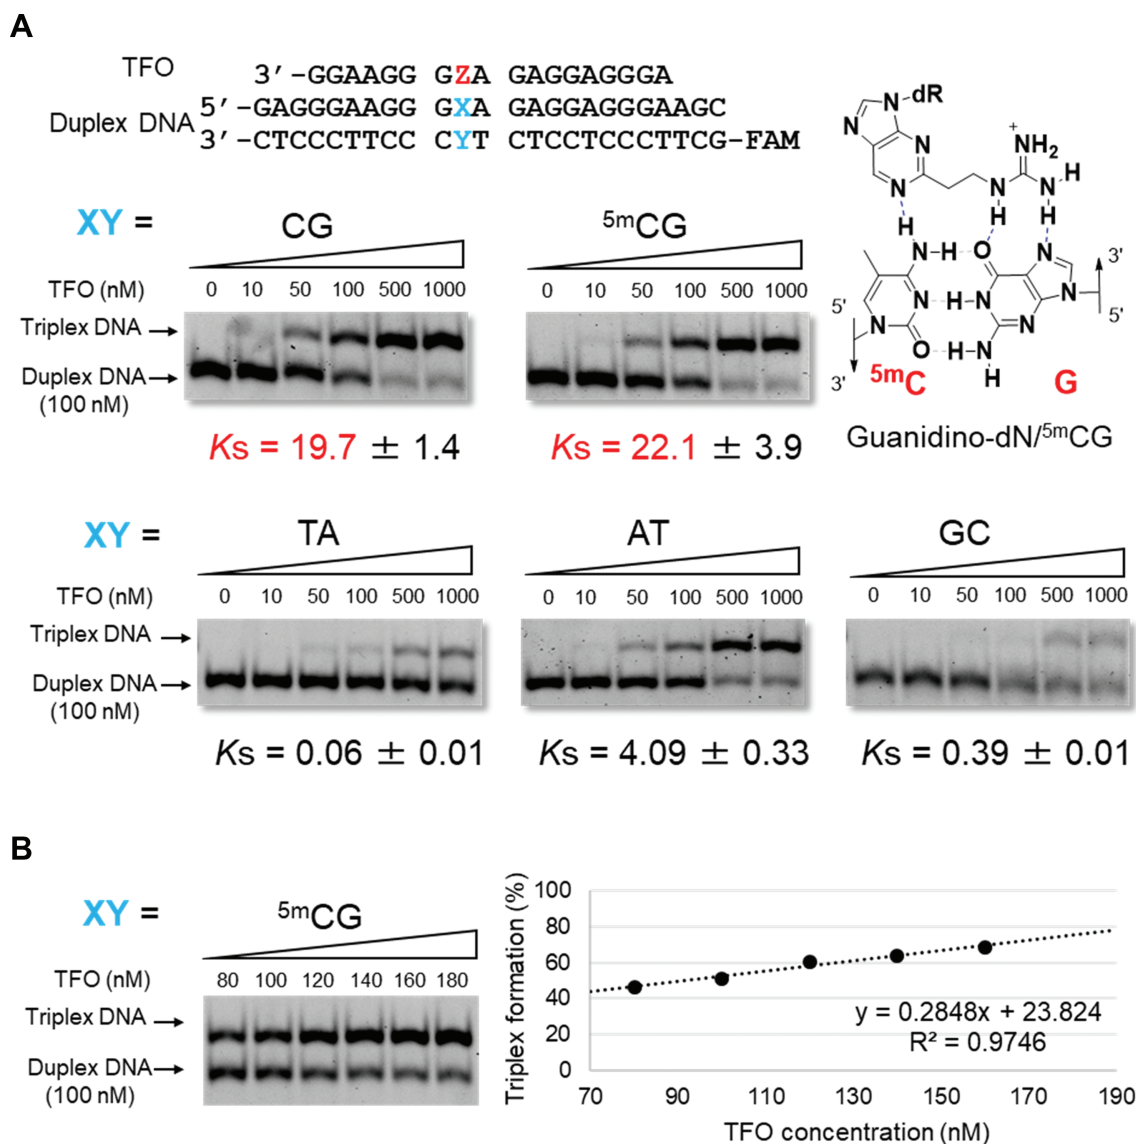 A
TFO 3′-GGAAGG GZA GAGGAGGGA
Duplex DNA 5′-GAGGGAAGG GXA GAGGAGGGAAGC
3′-CTCCCTTCC CYT CTCCTCCCTTCG-FAM
XY = CG
TFO (nM) 0 10 50 100 500 1000
Triplex DNA
Duplex DNA
(100 nM)
Ks = 19.7 ± 1.4
5mCG
0 10 50 100 500 1000
Ks = 22.1 ± 3.9
N-dR
N
N
N
+
NH2
N
N
H
H
H
H
N-H
O
N
5′
N
H-N
N
3′
5′
N
O
H-N
N
3′
H
5mC
G
Guanidino-dN/5mCG
XY = TA
TFO (nM) 0 10 50 100 500 1000
Triplex DNA
Duplex DNA
(100 nM)
Ks = 0.06 ± 0.01
AT
0 10 50 100 500 1000
Ks = 4.09 ± 0.33
GC
0 10 50 100 500 1000
Ks = 0.39 ± 0.01
B
XY = 5mCG
TFO (nM) 80 100 120 140 160 180
Triplex DNA
Duplex DNA
(100 nM)
Triplex formation (%)
100
80
60
40
20
0
y = 0.2848x + 23.824
R² = 0.9746
70 90 110 130 150 170 190
TFO concentration (nM)